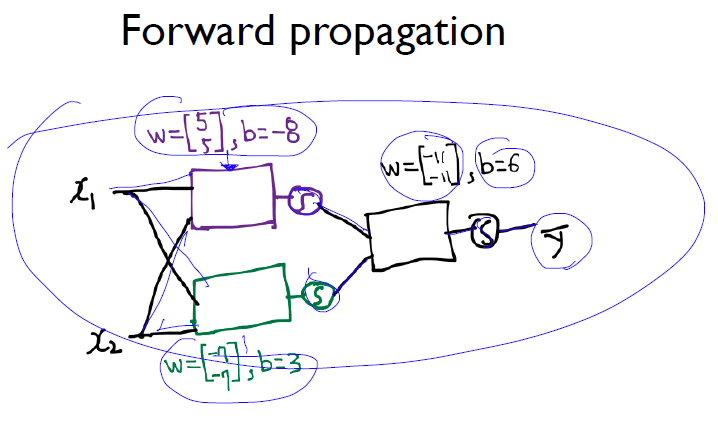 Forward propagation
w=[5 5], b=-8
w=[-11 -11], b=6
x1
S
S
S
ȳ
x2
w=[-7 -7], b=3